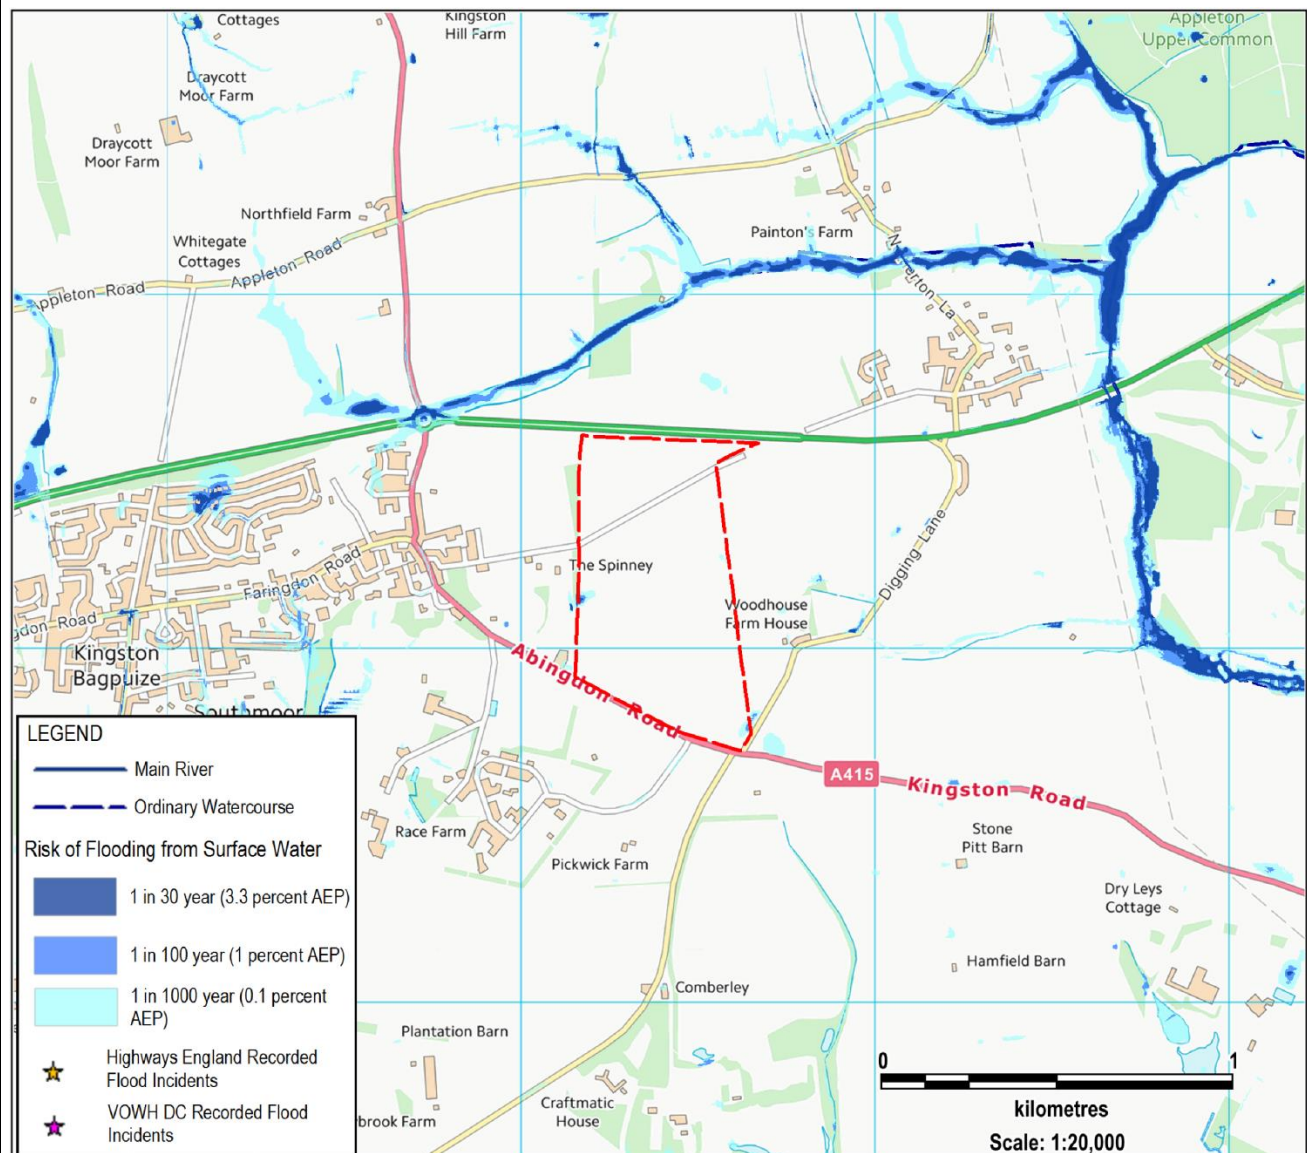 Cottages
Kingston
Hill Farm
Appleton
Upper Common
Draycott
Moor Farm
Draycott
Moor Farm
Northfield Farm
Whitegate
Cottages
Painton's Farm
Appleton Road
Appleton Road
Digging Lane
The Spinney
Woodhouse
Farm House
Faringdon Road
gdon Road
Kingston
Bagpuize
Southmoor
Abingdon Road
A415
Kingston Road
Race Farm
Pickwick Farm
Stone
Pitt Barn
Dry Leys
Cottage
Hamfield Barn
Comberley
Plantation Barn
Craftmatic
House
brook Farm
LEGEND
Main River
Ordinary Watercourse
Risk of Flooding from Surface Water
1 in 30 year (3.3 percent AEP)
1 in 100 year (1 percent AEP)
1 in 1000 year (0.1 percent
AEP)
Highways England Recorded
Flood Incidents
VOWH DC Recorded Flood
Incidents
0 1
kilometres
Scale: 1:20,000